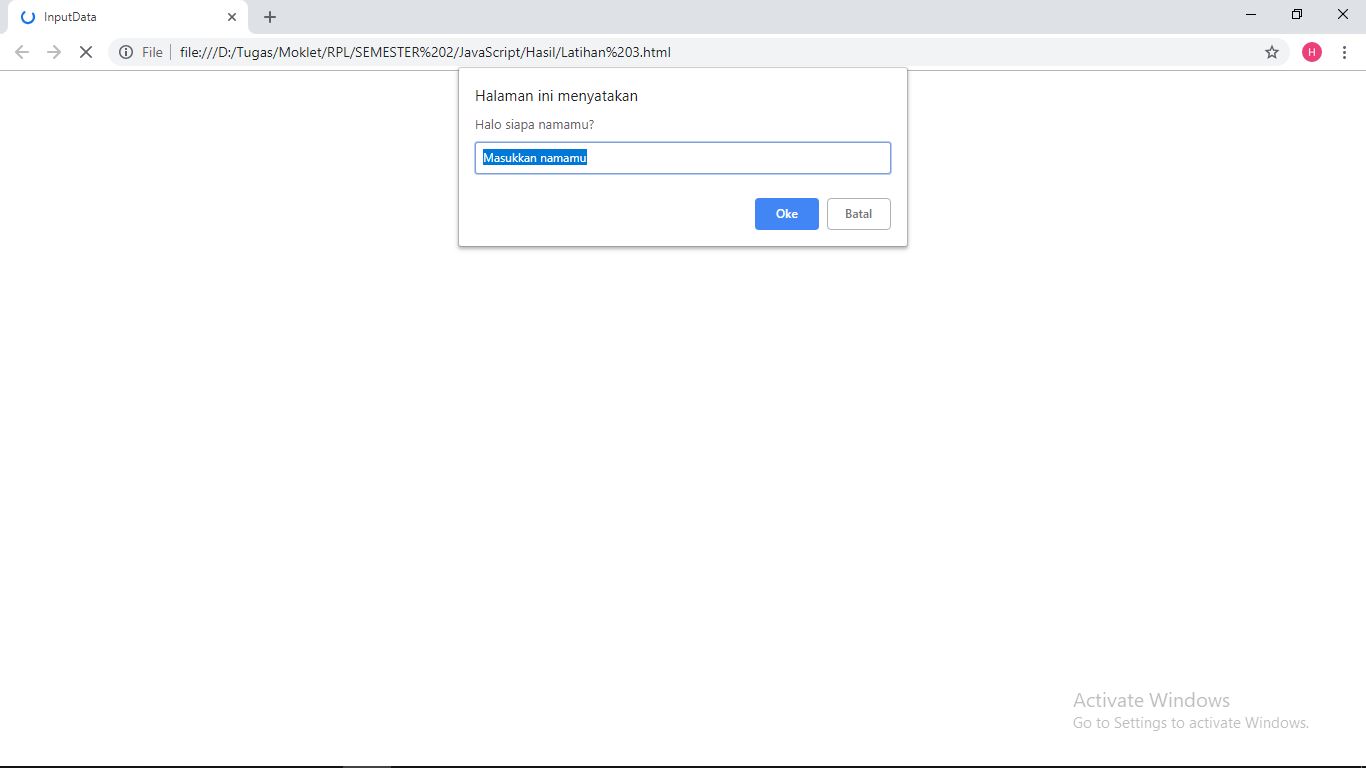 InputData
File file:///D:/Tugas/Moklet/RPL/SEMESTER%202/JavaScript/Hasil/Latihan%203.html
H
Halaman ini menyatakan
Halo siapa namamu?
Masukkan namamu
Oke Batal
Activate Windows
Go to Settings to activate Windows.